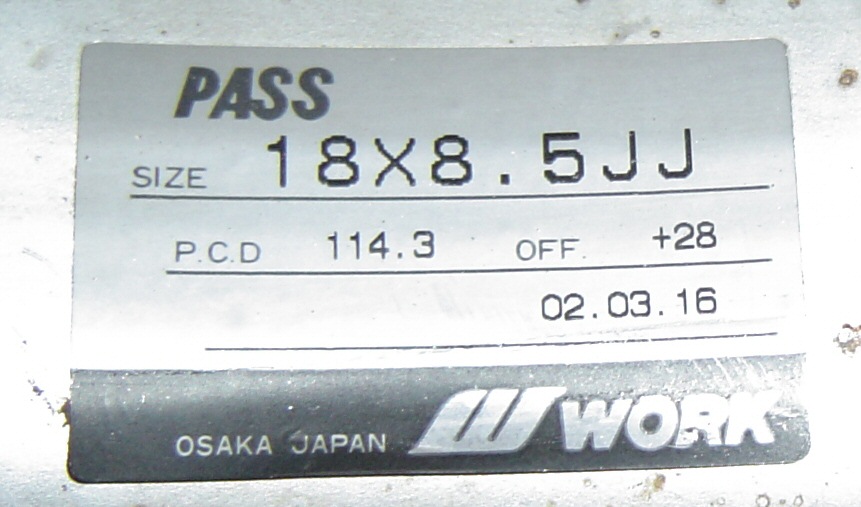 PASS
SIZE 18X8.5JJ
P.C.D 114.3 OFF. +28
02.03.16
OSAKA JAPAN W WORK